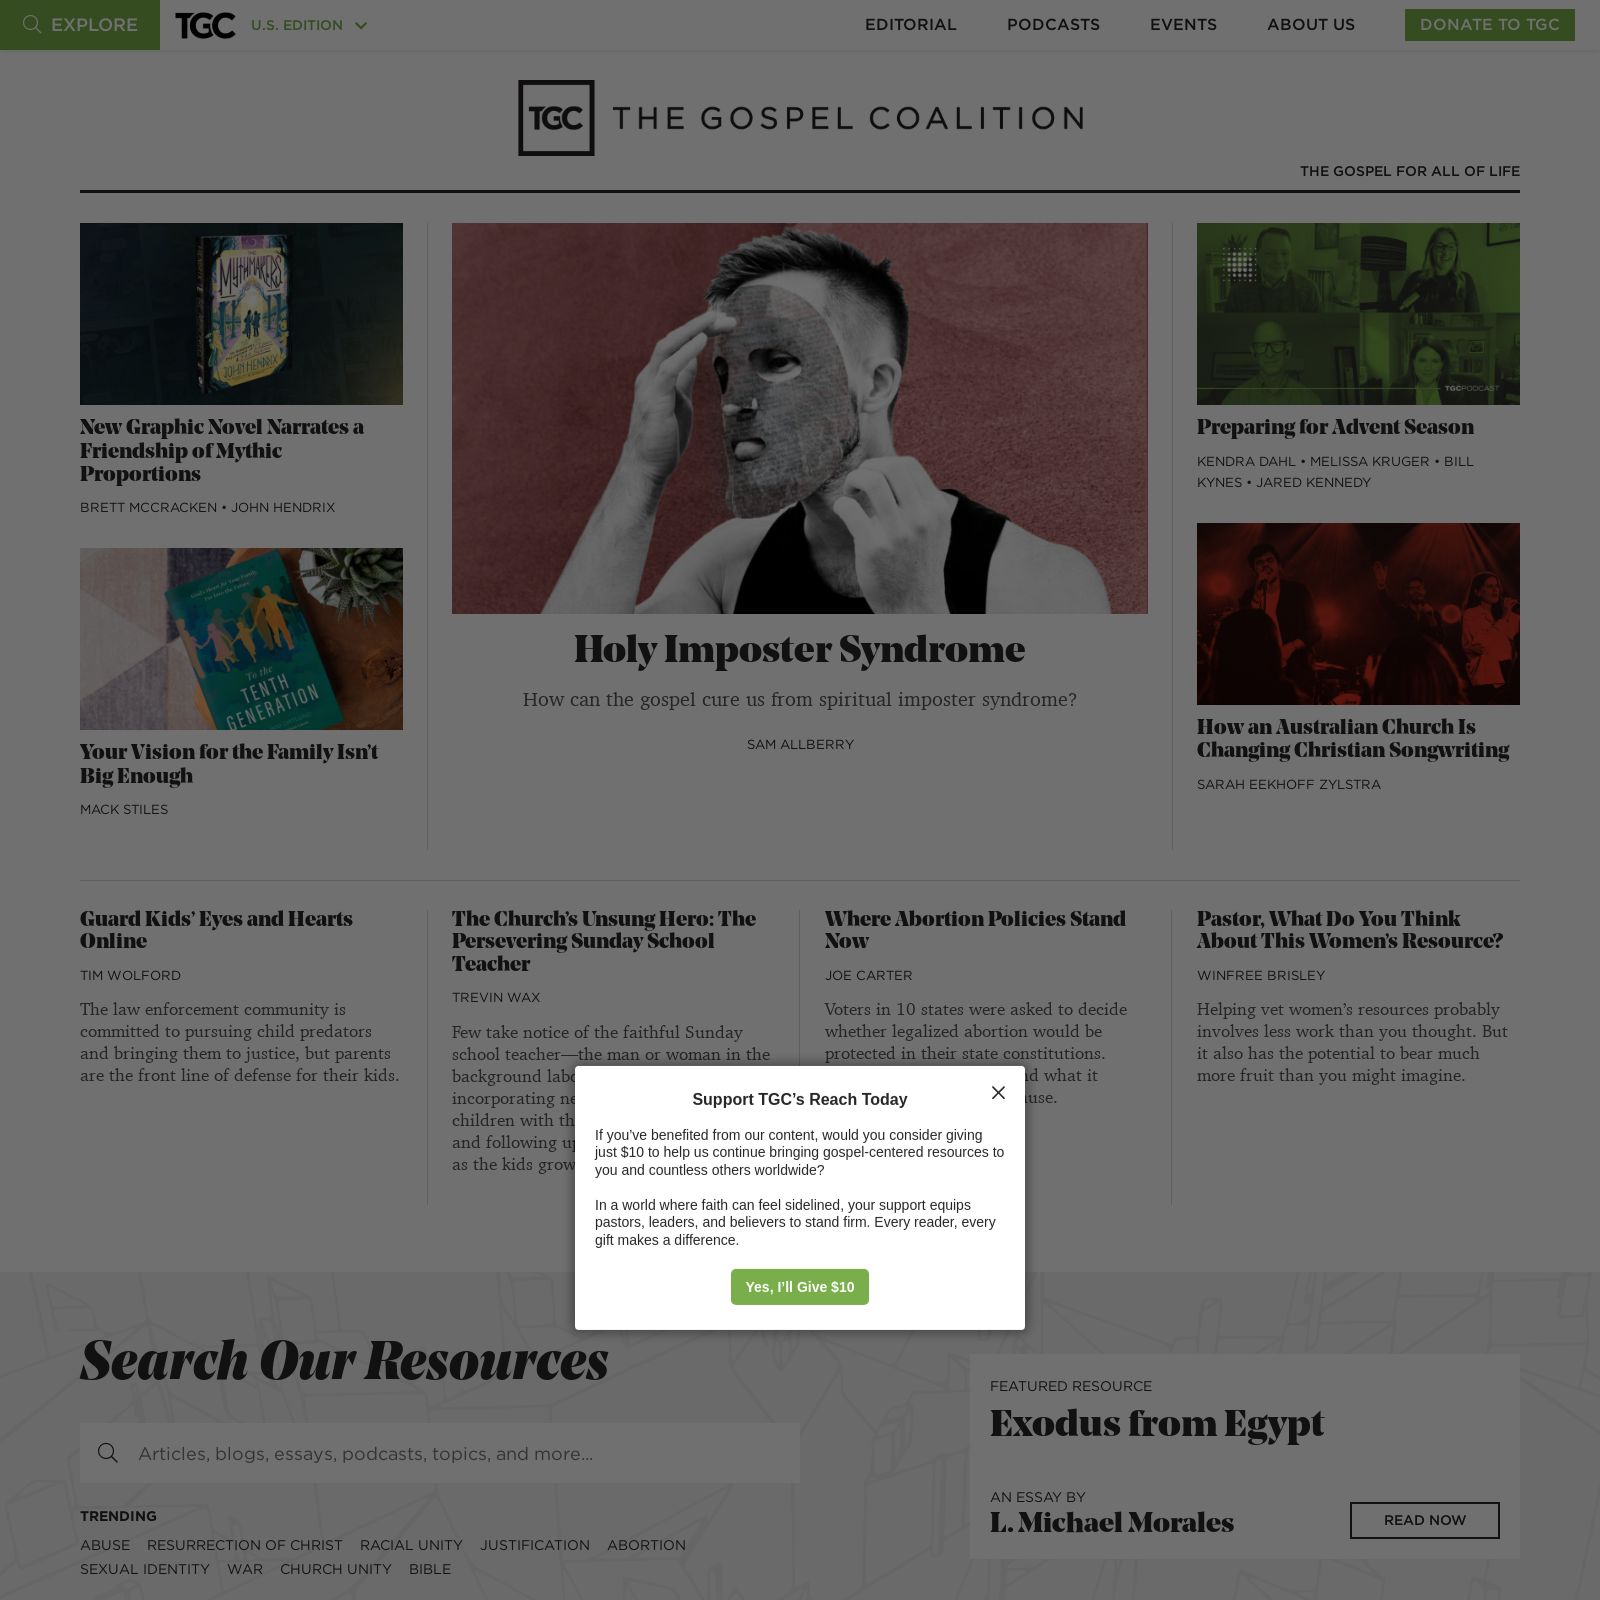 EXPLORE
TGC
U.S. EDITION
EDITORIAL
PODCASTS
EVENTS
ABOUT US
DONATE TO TGC
TGC THE GOSPEL COALITION
THE GOSPEL FOR ALL OF LIFE
THE
MYTHMAKERS
JOHN HENDRIX
New Graphic Novel Narrates a
Friendship of Mythic
Proportions
BRETT MCCRACKEN • JOHN HENDRIX
God's Heart for Your Family,
Far into the Future
To the
TENTH
GENERATION
Your Vision for the Family Isn’t
Big Enough
MACK STILES
Holy Imposter Syndrome
How can the gospel cure us from spiritual imposter syndrome?
SAM ALLBERRY
TGCPODCAST
Preparing for Advent Season
KENDRA DAHL • MELISSA KRUGER • BILL
KYNES • JARED KENNEDY
How an Australian Church Is
Changing Christian Songwriting
SARAH EEKHOFF ZYLSTRA
Guard Kids’ Eyes and Hearts
Online
TIM WOLFORD
The law enforcement community is
committed to pursuing child predators
and bringing them to justice, but parents
are the front line of defense for their kids.
The Church’s Unsung Hero: The
Persevering Sunday School
Teacher
TREVIN WAX
Few take notice of the faithful Sunday
school teacher—the man or woman in the
background
incorporating
children with
and following
as the kids
Where Abortion Policies Stand
Now
JOE CARTER
Voters in 10 states were asked to decide
whether legalized abortion would be
protected in their state constitutions.
what it
Pastor, What Do You Think
About This Women’s Resource?
WINFREE BRISLEY
Helping vet women’s resources probably
involves less work than you thought. But
it also has the potential to bear much
more fruit than you might imagine.
Support TGC’s Reach Today
If you’ve benefited from our content, would you consider giving
just $10 to help us continue bringing gospel-centered resources to
you and countless others worldwide?
In a world where faith can feel sidelined, your support equips
pastors, leaders, and believers to stand firm. Every reader, every
gift makes a difference.
Yes, I’ll Give $10
Search Our Resources
Articles, blogs, essays, podcasts, topics, and more...
TRENDING
ABUSE RESURRECTION OF CHRIST RACIAL UNITY JUSTIFICATION ABORTION
SEXUAL IDENTITY WAR CHURCH UNITY BIBLE
FEATURED RESOURCE
Exodus from Egypt
AN ESSAY BY
L. Michael Morales
READ NOW